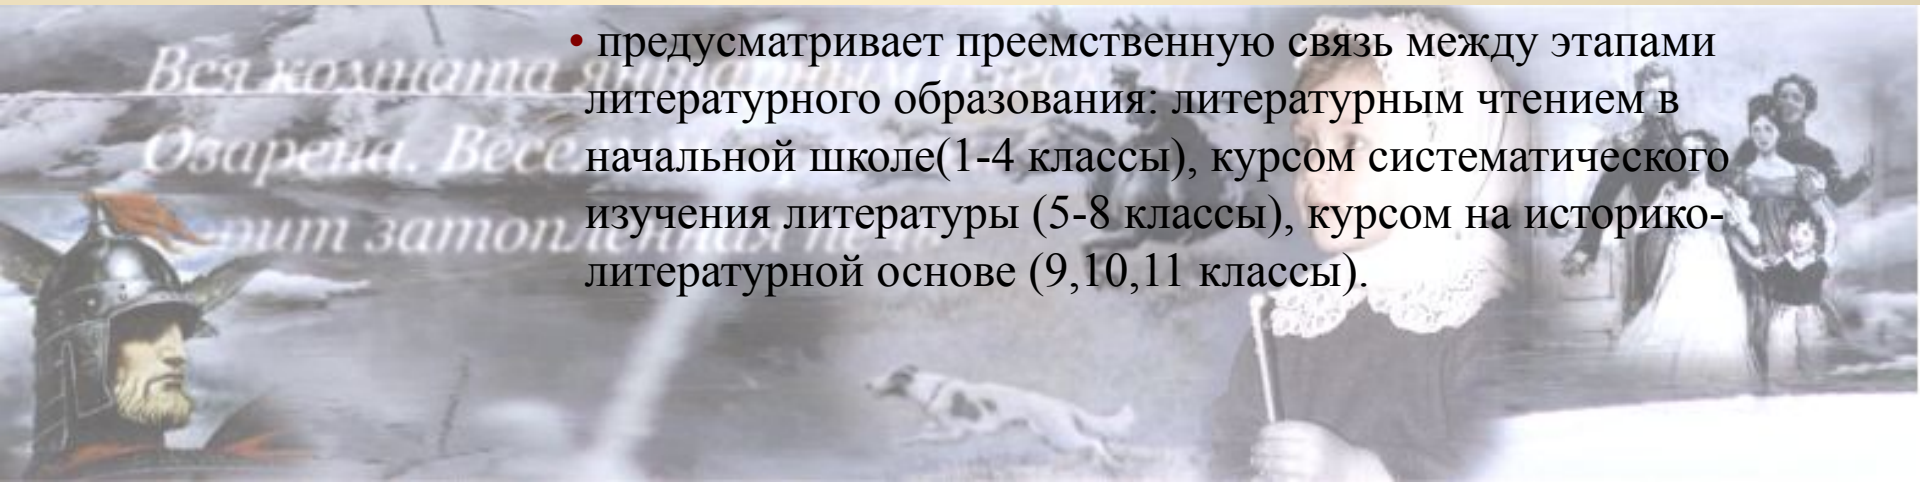 • предусматривает преемственную связь между этапами
литературного образования: литературным чтением в
начальной школе(1-4 классы), курсом систематического
изучения литературы (5-8 классы), курсом на историко-
литературной основе (9,10,11 классы).
Вся комната
Озарена. Весе
затопленная